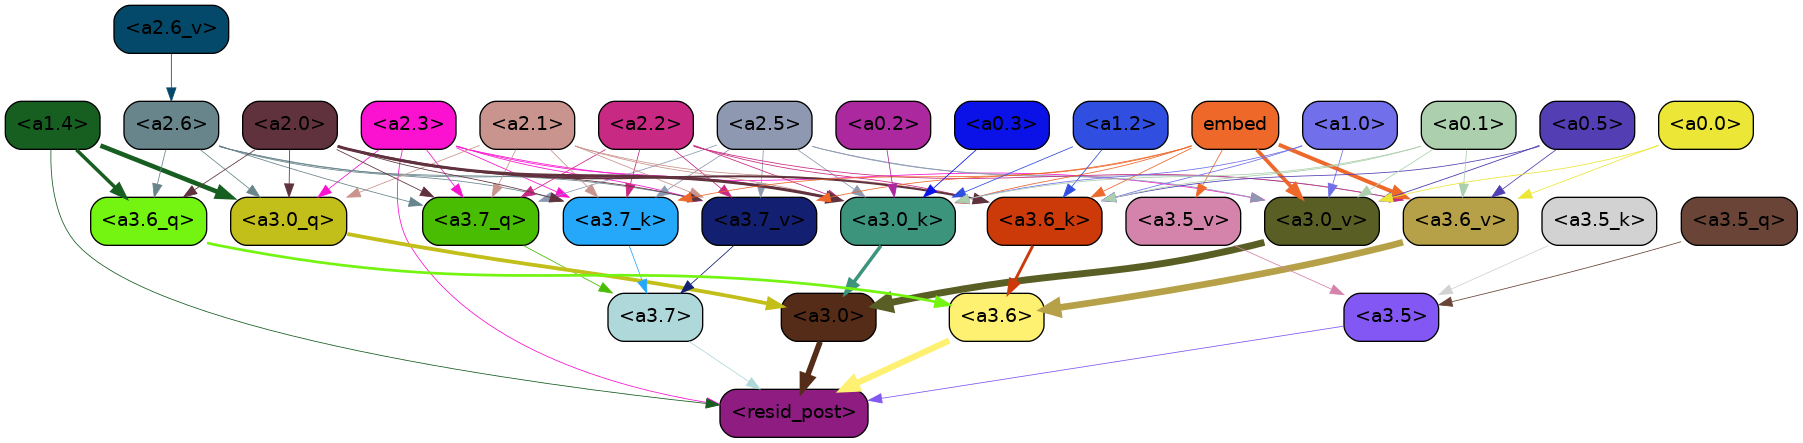 <a2.6_v>
<a1.4> <a2.6> <a2.0> <a2.3> <a2.1> <a2.2> <a2.5> <a0.2> <a0.3> <a1.2> embed <a1.0> <a0.1> <a0.5> <a0.0>
<a3.6_q> <a3.0_q> <a3.7_q> <a3.7_k> <a3.7_v> <a3.0_k> <a3.6_k> <a3.5_v> <a3.0_v> <a3.6_v> <a3.5_k> <a3.5_q>
<a3.7> <a3.0> <a3.6> <a3.5>
<resid_post>